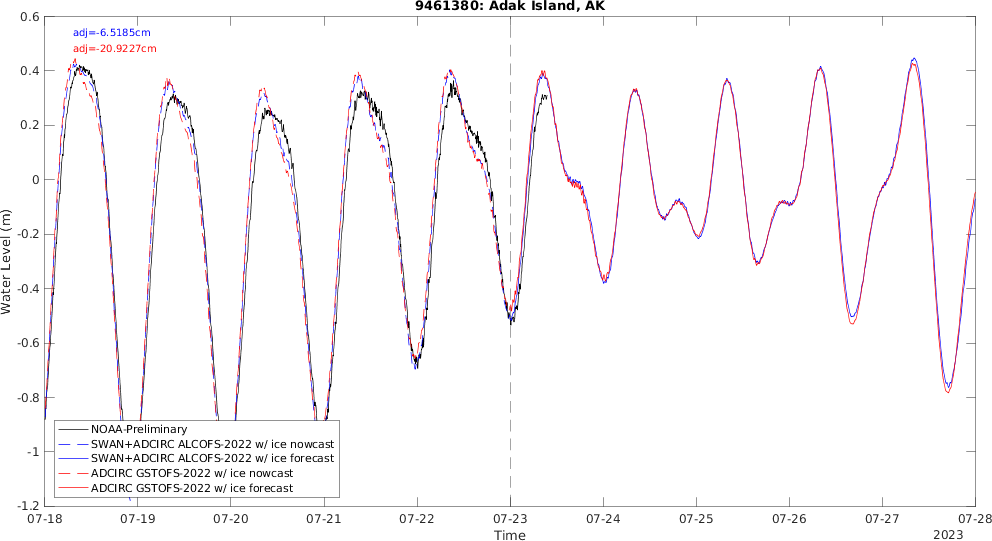 9461380: Adak Island, AK
adj=-6.5185cm
adj=-20.9227cm
0.6
0.4
0.2
0
-0.2
-0.4
-0.6
-0.8
-1
-1.2
Water Level (m)
NOAA-Preliminary
SWAN+ADCIRC ALCOFS-2022 w/ ice nowcast
SWAN+ADCIRC ALCOFS-2022 w/ ice forecast
ADCIRC GSTOFS-2022 w/ ice nowcast
ADCIRC GSTOFS-2022 w/ ice forecast
07-18 07-19 07-20 07-21 07-22 07-23 07-24 07-25 07-26 07-27 07-28
Time
2023